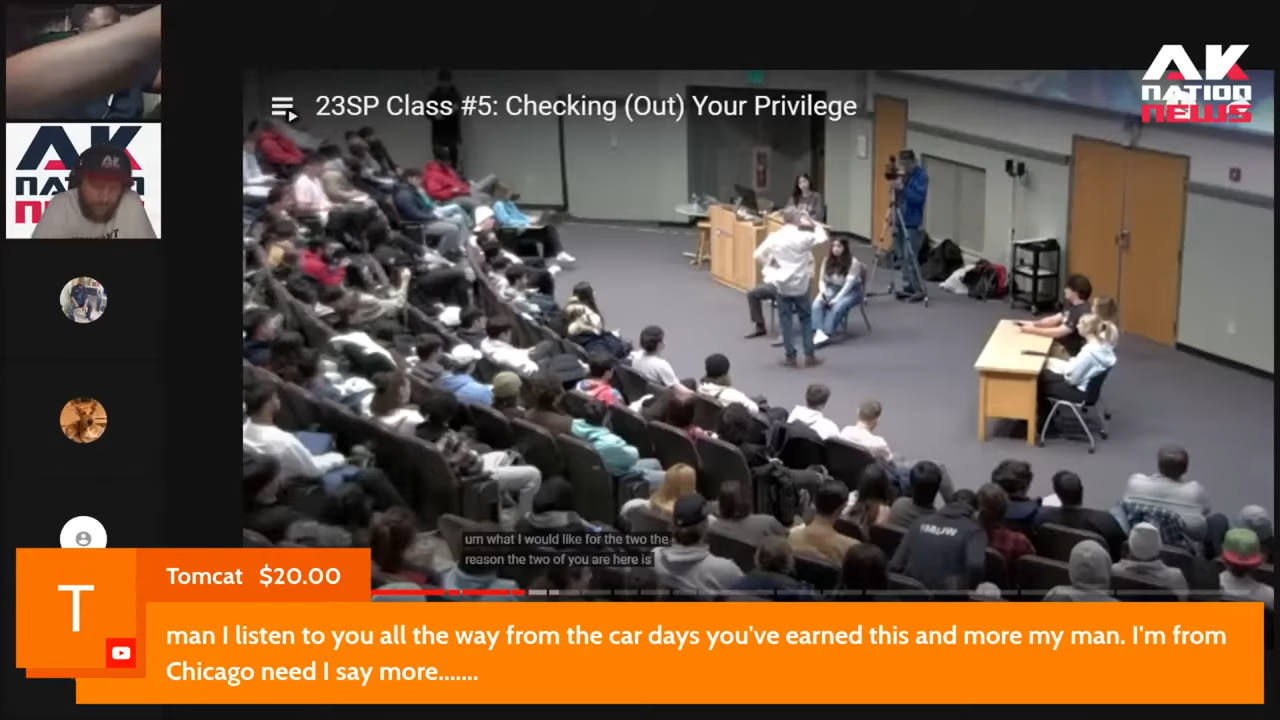 AK
NATION
NEWS
23SP Class #5: Checking (Out) Your Privilege
AK
NATION
um what I would like for the two the
reason the two of you are here is
T
Tomcat $20.00
man I listen to you all the way from the car days you've earned this and more my man. I'm from
Chicago need I say more.......